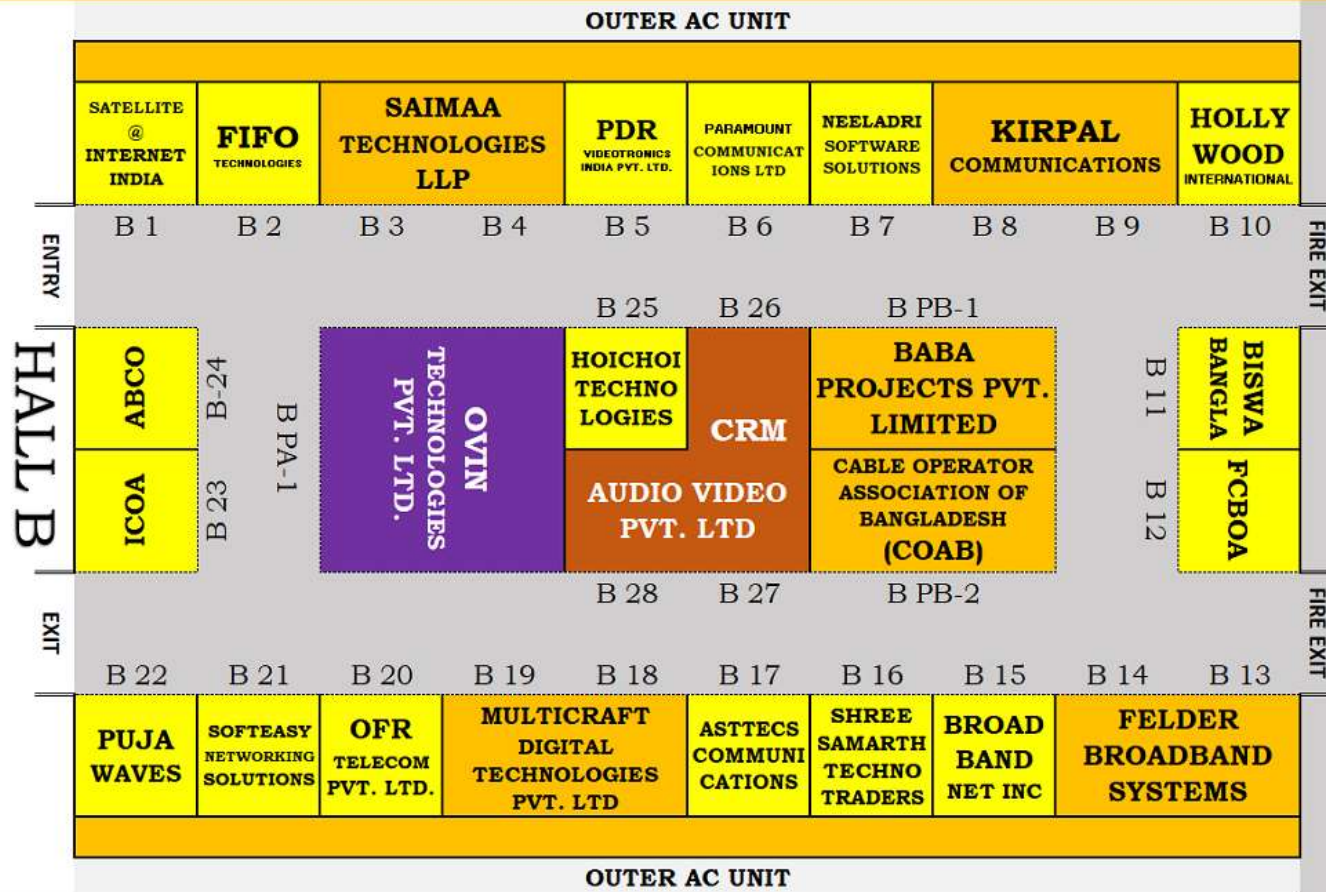 OUTER AC UNIT
SATELLITE
@
INTERNET
INDIA
FIFO
TECHNOLOGIES
SAIMAA
TECHNOLOGIES
LLP
PDR
VIDEOTRONICS
INDIA PVT. LTD.
PARAMOUNT
COMMUNICAT
IONS LTD
NEELADRI
SOFTWARE
SOLUTIONS
KIRPAL
COMMUNICATIONS
HOLLY
WOOD
INTERNATIONAL
B 1
B 2
B 3
B 4
B 5
B 6
B 7
B 8
B 9
B 10
ENTRY
FIRE EXIT
HALL B
B 25
B 26
B PB-1
ABCO
B-24
B PA-1
OVIN
TECHNOLOGIES
PVT. LTD.
HOICHOI
TECHNO
LOGIES
CRM
AUDIO VIDEO
PVT. LTD
BABA
PROJECTS PVT.
LIMITED
B 11
BISWA
BANGLA
ICOA
B 23
CABLE OPERATOR
ASSOCIATION OF
BANGLADESH
(COAB)
B 12
FCBOA
B 28
B 27
B PB-2
EXIT
FIRE EXIT
B 22
B 21
B 20
B 19
B 18
B 17
B 16
B 15
B 14
B 13
PUJA
WAVES
SOFTEASY
NETWORKING
SOLUTIONS
OFR
TELECOM
PVT. LTD.
MULTICRAFT
DIGITAL
TECHNOLOGIES
PVT. LTD
ASTTECS
COMMUNI
CATIONS
SHREE
SAMARTH
TECHNO
TRADERS
BROAD
BAND
NET INC
FELDER
BROADBAND
SYSTEMS
OUTER AC UNIT